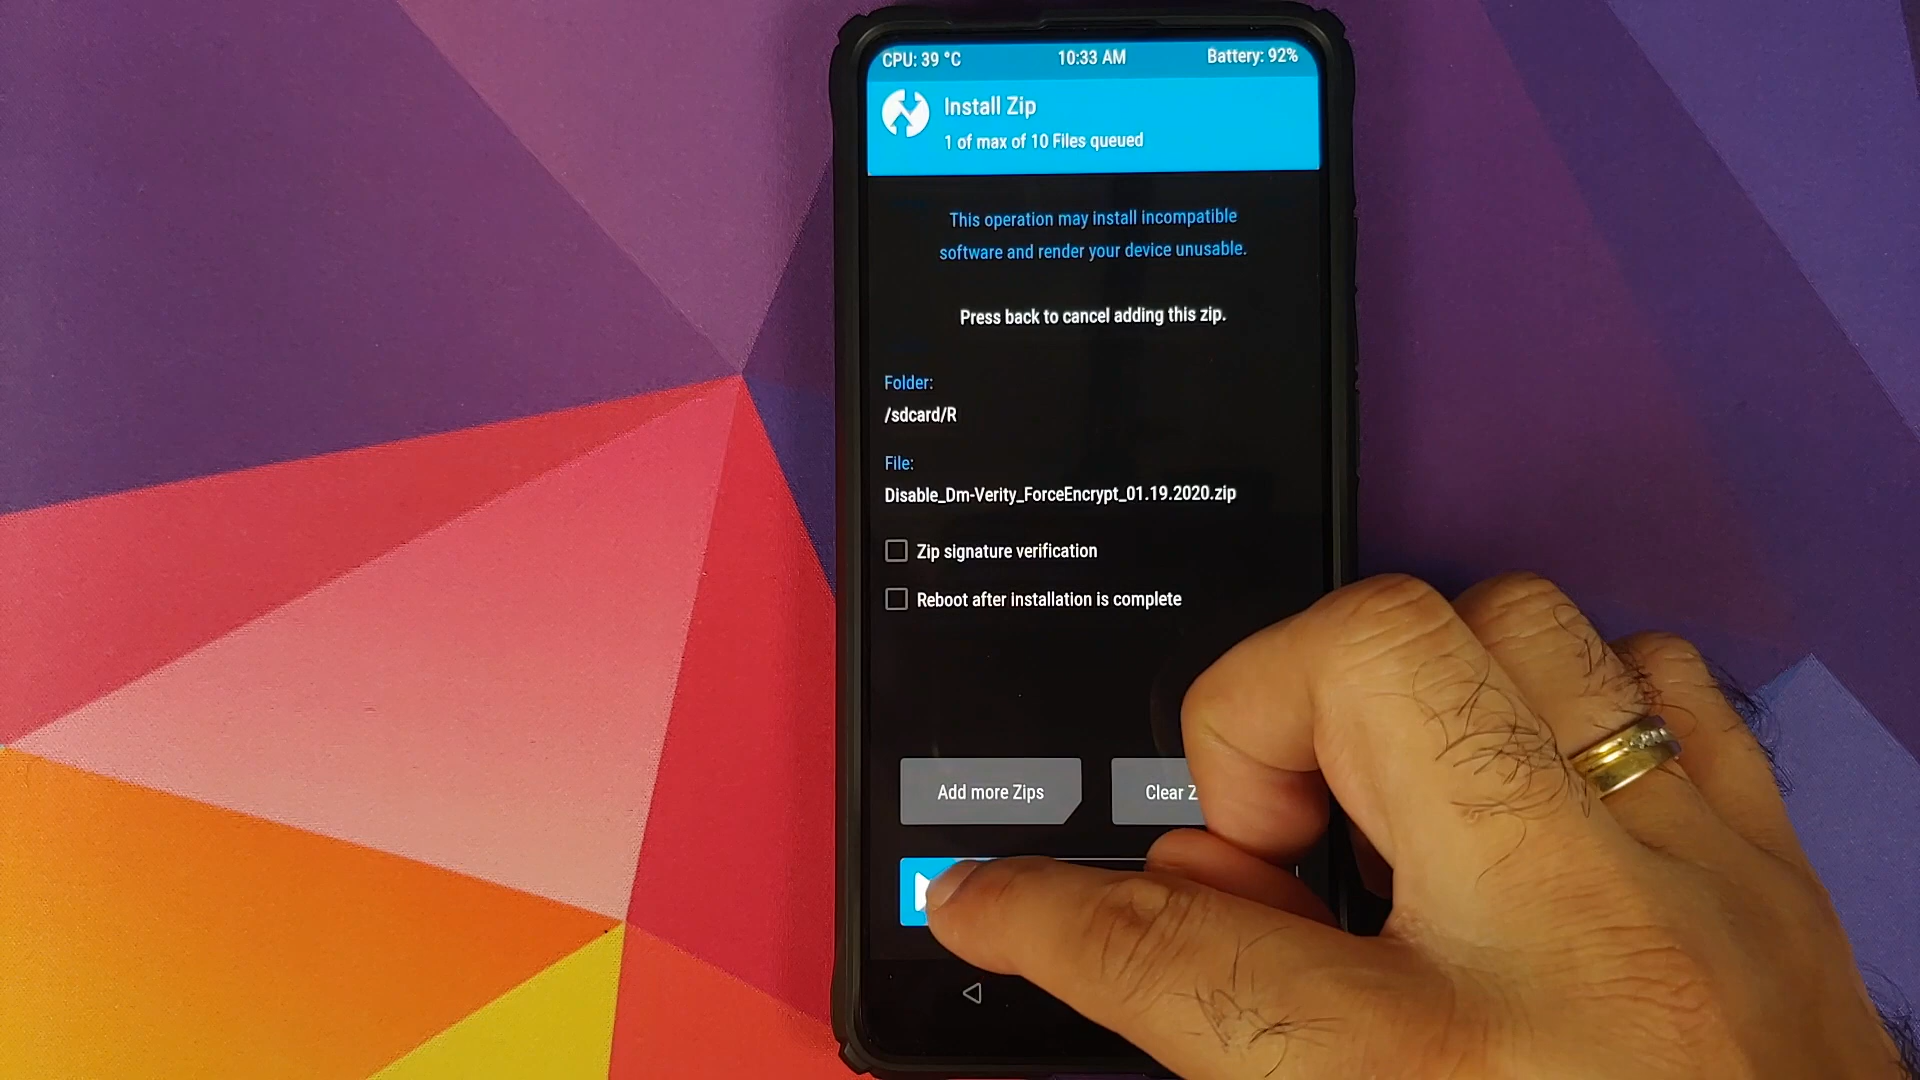 CPU: 39 °C 10:33 AM Battery: 92%
Install Zip
1 of max of 10 Files queued
This operation may install incompatible
software and render your device unusable.
Press back to cancel adding this zip.
Folder:
/sdcard/R
File:
Disable_Dm-Verity_ForceEncrypt_01.19.2020.zip
Zip signature verification
Reboot after installation is complete
Add more Zips
Clear Z